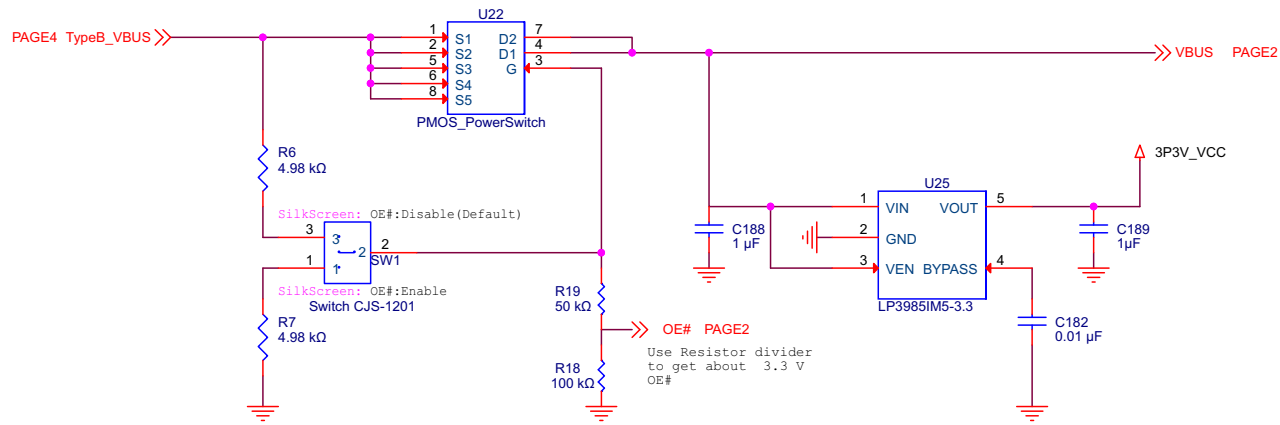 U22
PAGE4 TypeB_VBUS
1 S1 D2 7
2 S2 D1 4
5 S3 G 3
6 S4
8 S5
PMOS_PowerSwitch
VBUS PAGE2
R6
4.98 kΩ
SilkScreen: OE#:Disable(Default)
3 3
2 2
SW1
1 1
SilkScreen: OE#:Enable
Switch CJS-1201
R7
4.98 kΩ
R19
50 kΩ
OE# PAGE2
Use Resistor divider
to get about 3.3 V
OE#
R18
100 kΩ
3P3V_VCC
U25
1 VIN VOUT 5
2 GND
3 VEN BYPASS 4
LP3985IM5-3.3
C188
1 µF
C189
1µF
C182
0.01 µF